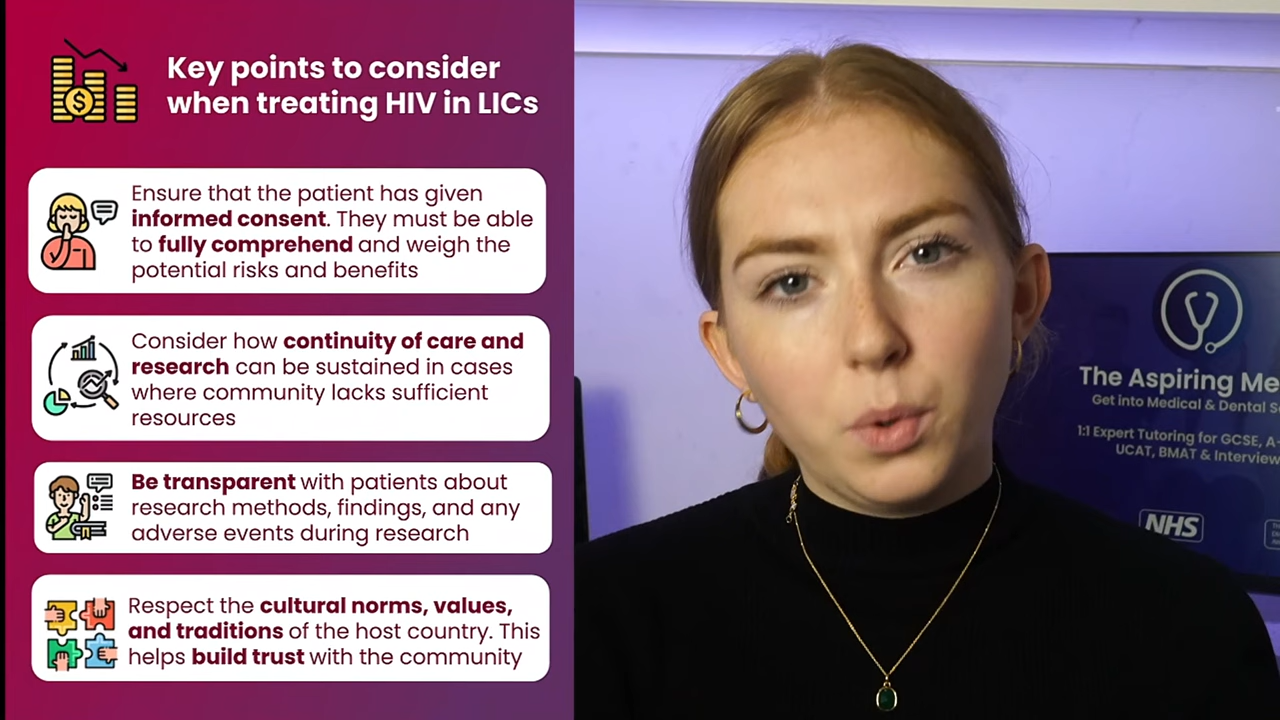 Key points to consider
when treating HIV in LICs
Ensure that the patient has given
informed consent. They must be able
to fully comprehend and weigh the
potential risks and benefits
Consider how continuity of care and
research can be sustained in cases
where community lacks sufficient
resources
Be transparent with patients about
research methods, findings, and any
adverse events during research
Respect the cultural norms, values,
and traditions of the host country. This
helps build trust with the community
The Aspiring Me
Get into Medical & Dental S
1:1 Expert Tutoring for GCSE, A-
UCAT, BMAT & Interview
NHS